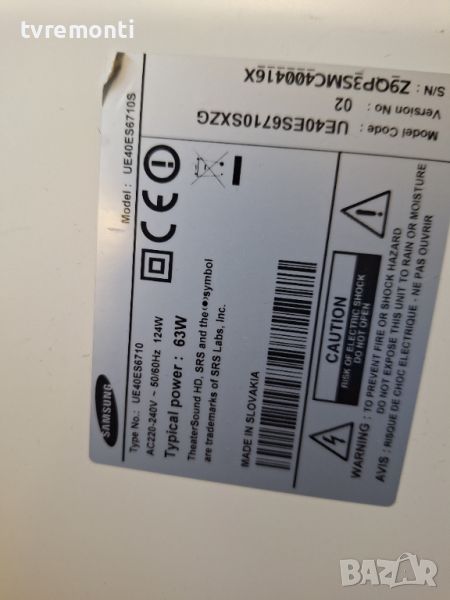 tvremonti
Model : UE40ES6710S
Model Code : UE40ES6710SXZG
Version No : 02
S/N : Z9QP3SMC400416X
SAMSUNG
Type No.: UE40ES6710
AC220-240V ~ 50/60Hz 124W
Typical power : 63W
TheaterSound HD, SRS and the symbol
are trademarks of SRS Labs, Inc.
MADE IN SLOVAKIA
CAUTION
RISK OF ELECTRIC SHOCK
DO NOT OPEN
WARNING : TO PREVENT FIRE OR SHOCK HAZARD
DO NOT EXPOSE THIS UNIT TO RAIN OR MOISTURE
AVIS : RISQUE DE CHOC ELECTRIQUE - NE PAS OUVRIR
BAZAR
bg